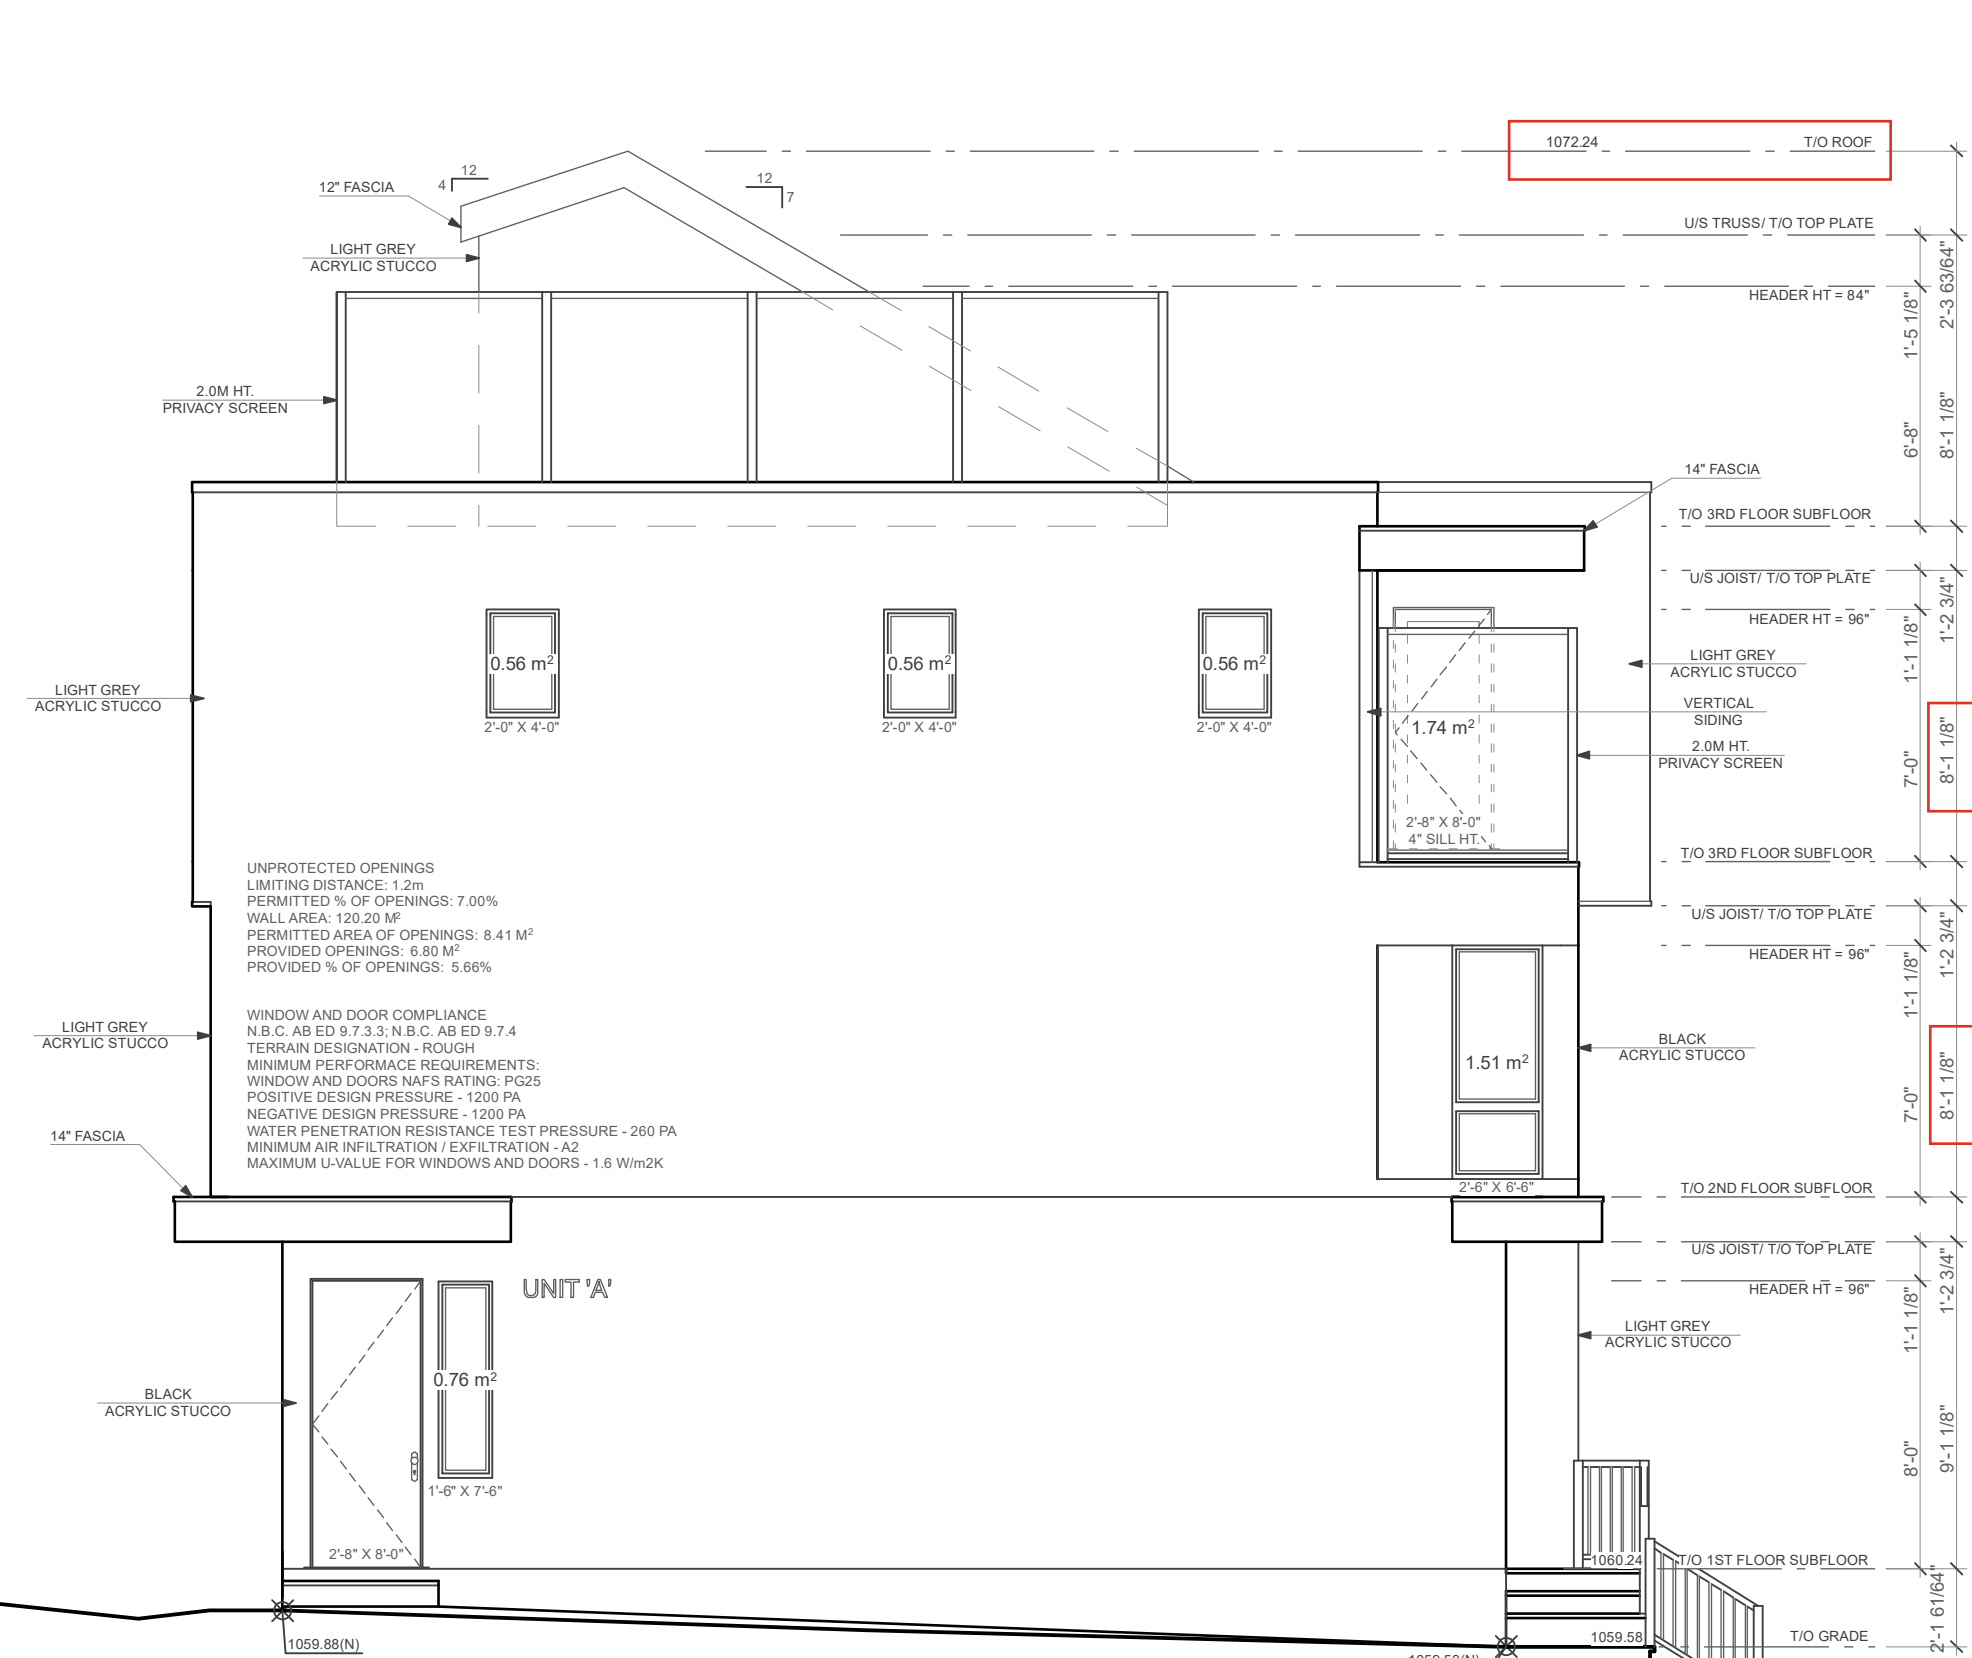 1072.24
T/O ROOF
12
4
12
7
12" FASCIA
U/S TRUSS/ T/O TOP PLATE
LIGHT GREY
ACRYLIC STUCCO
2'-3 63/64"
HEADER HT = 84"
1'-5 1/8"
2.0M HT.
PRIVACY SCREEN
6'-8"
8'-1 1/8"
14" FASCIA
T/O 3RD FLOOR SUBFLOOR
U/S JOIST/ T/O TOP PLATE
1'-2 3/4"
HEADER HT = 96"
1'-1 1/8"
0.56 m²
0.56 m²
0.56 m²
LIGHT GREY
ACRYLIC STUCCO
LIGHT GREY
ACRYLIC STUCCO
2'-0" X 4'-0"
2'-0" X 4'-0"
2'-0" X 4'-0"
1.74 m²
VERTICAL
SIDING
2.0M HT.
PRIVACY SCREEN
7'-0"
8'-1 1/8"
2'-8" X 8'-0"
4" SILL HT.
T/O 3RD FLOOR SUBFLOOR
UNPROTECTED OPENINGS
LIMITING DISTANCE: 1.2m
PERMITTED % OF OPENINGS: 7.00%
WALL AREA: 120.20 M²
PERMITTED AREA OF OPENINGS: 8.41 M²
PROVIDED OPENINGS: 6.80 M²
PROVIDED % OF OPENINGS: 5.66%
U/S JOIST/ T/O TOP PLATE
1'-2 3/4"
HEADER HT = 96"
1'-1 1/8"
WINDOW AND DOOR COMPLIANCE
N.B.C. AB ED 9.7.3.3; N.B.C. AB ED 9.7.4
TERRAIN DESIGNATION - ROUGH
MINIMUM PERFORMACE REQUIREMENTS:
WINDOW AND DOORS NAFS RATING: PG25
POSITIVE DESIGN PRESSURE - 1200 PA
NEGATIVE DESIGN PRESSURE - 1200 PA
WATER PENETRATION RESISTANCE TEST PRESSURE - 260 PA
MINIMUM AIR INFILTRATION / EXFILTRATION - A2
MAXIMUM U-VALUE FOR WINDOWS AND DOORS - 1.6 W/m2K
LIGHT GREY
ACRYLIC STUCCO
BLACK
ACRYLIC STUCCO
1.51 m²
7'-0"
8'-1 1/8"
14" FASCIA
2'-6" X 6'-6"
T/O 2ND FLOOR SUBFLOOR
U/S JOIST/ T/O TOP PLATE
1'-2 3/4"
HEADER HT = 96"
1'-1 1/8"
UNIT 'A'
LIGHT GREY
ACRYLIC STUCCO
0.76 m²
BLACK
ACRYLIC STUCCO
8'-0"
9'-1 1/8"
1'-6" X 7'-6"
2'-8" X 8'-0"
1060.24
T/O 1ST FLOOR SUBFLOOR
2'-1 61/64"
1059.88(N)
1059.58
T/O GRADE
1059.58(N)